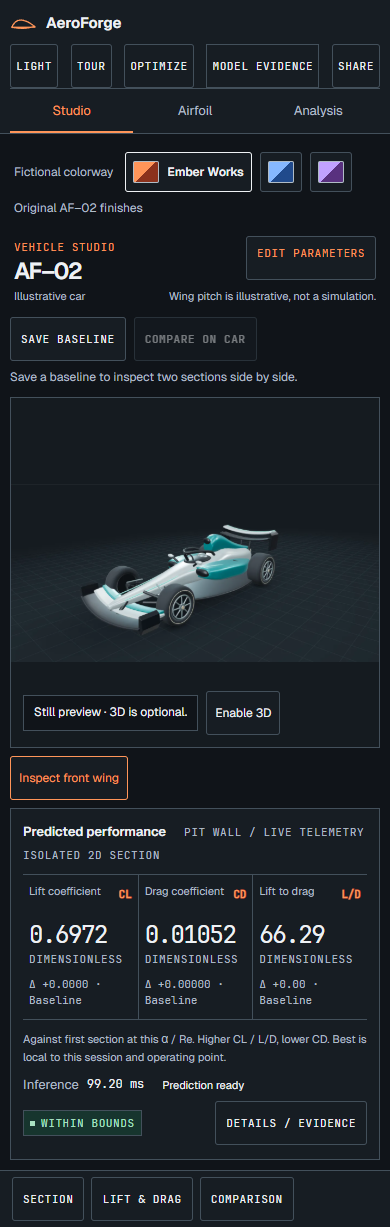 AeroForge
LIGHT TOUR OPTIMIZE MODEL EVIDENCE SHARE
Studio Airfoil Analysis
Fictional colorway Ember Works
Original AF–02 finishes
VEHICLE STUDIO
AF–02
EDIT PARAMETERS
Illustrative car Wing pitch is illustrative, not a simulation.
SAVE BASELINE COMPARE ON CAR
Save a baseline to inspect two sections side by side.
Still preview · 3D is optional. Enable 3D
Inspect front wing
Predicted performance PIT WALL / LIVE TELEMETRY
ISOLATED 2D SECTION
Lift coefficient CL Drag coefficient CD Lift to drag L/D
0.6972 0.01052 66.29
DIMENSIONLESS DIMENSIONLESS DIMENSIONLESS
Δ +0.0000 · Δ +0.00000 · Δ +0.00 ·
Baseline Baseline Baseline
Against first section at this α / Re. Higher CL / L/D, lower CD. Best is
local to this session and operating point.
Inference 99.20 ms Prediction ready
WITHIN BOUNDS DETAILS / EVIDENCE
SECTION LIFT & DRAG COMPARISON